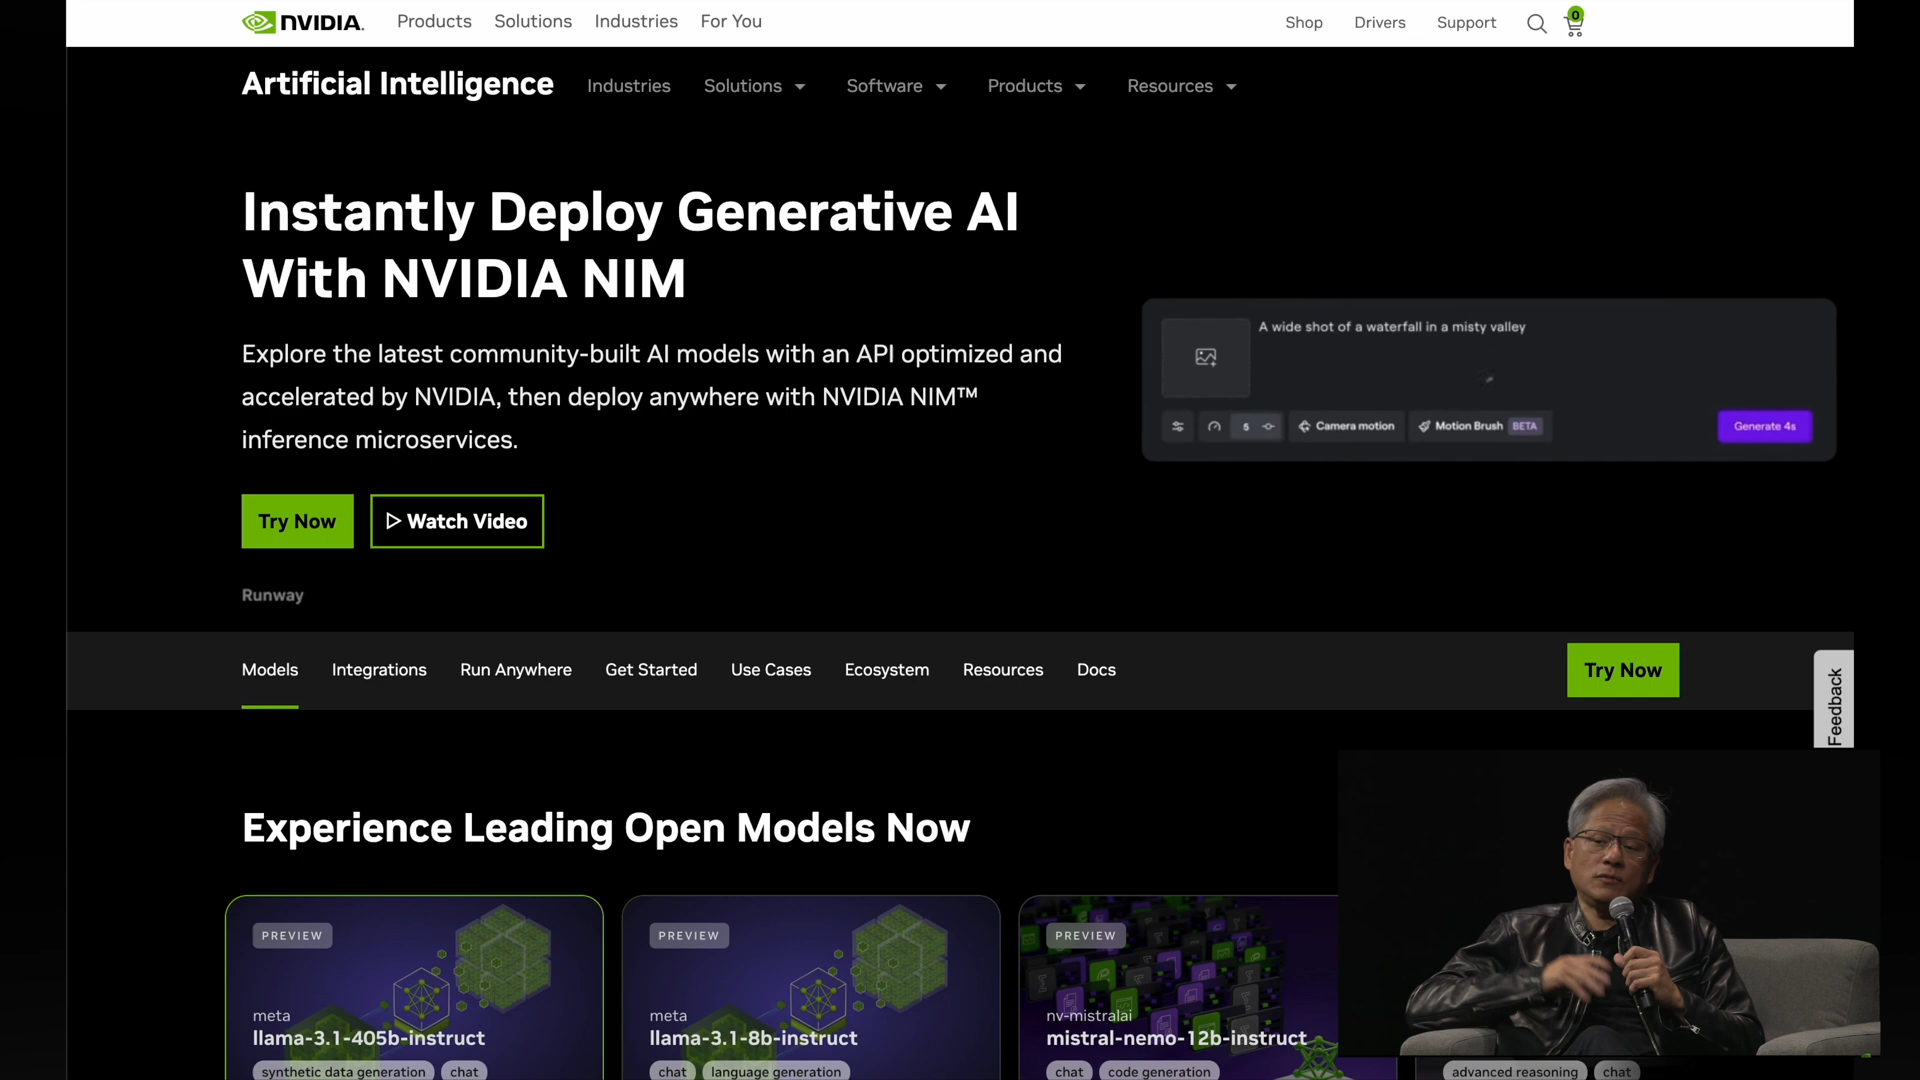 NVIDIA.
Products Solutions Industries For You
Shop Drivers Support
0
Artificial Intelligence
Industries Solutions Software Products Resources
Instantly Deploy Generative AI
With NVIDIA NIM
Explore the latest community-built AI models with an API optimized and
accelerated by NVIDIA, then deploy anywhere with NVIDIA NIM™
inference microservices.
Try Now
Watch Video
Runway
A wide shot of a waterfall in a misty valley
5 Camera motion Motion Brush BETA Generate 4s
Models Integrations Run Anywhere Get Started Use Cases Ecosystem Resources Docs
Try Now
Feedback
Experience Leading Open Models Now
PREVIEW
meta
llama-3.1-405b-instruct
synthetic data generation chat
PREVIEW
meta
llama-3.1-8b-instruct
chat language generation
PREVIEW
nv-mistralai
mistral-nemo-12b-instruct
chat code generation
advanced reasoning chat